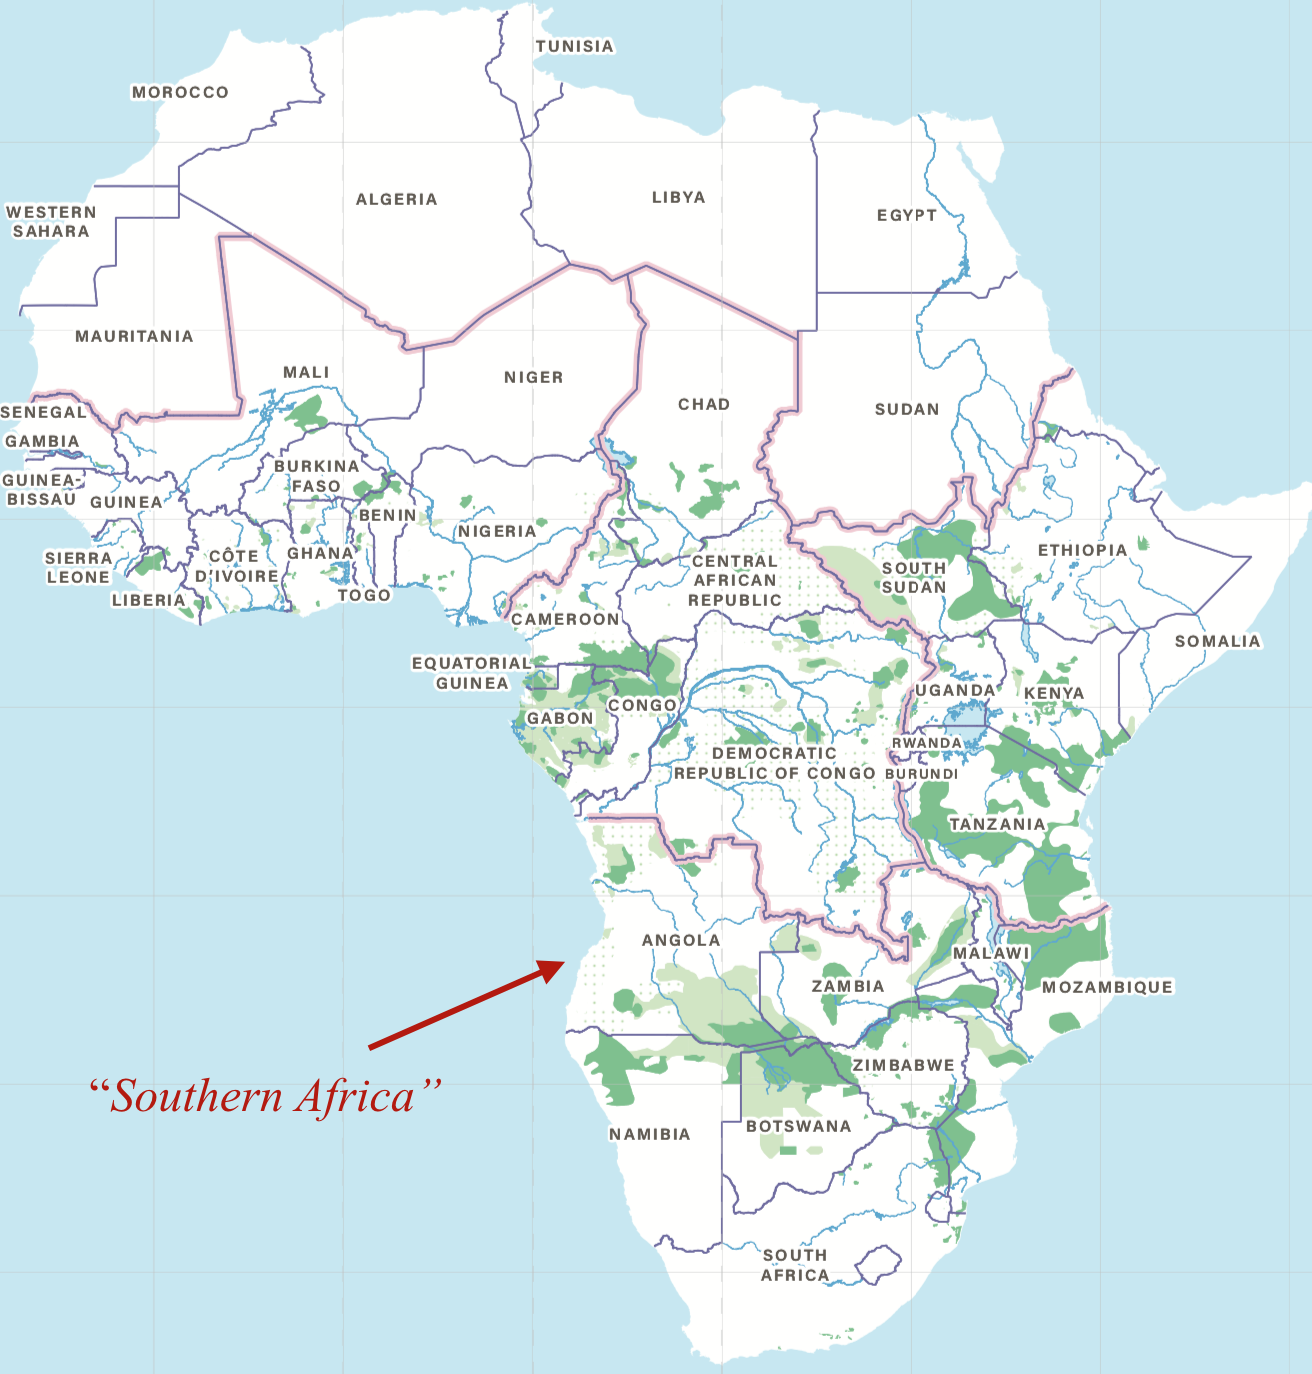 TUNISIA
MOROCCO
ALGERIA
LIBYA
WESTERN
SAHARA
EGYPT
MAURITANIA
MALI
NIGER
CHAD
SUDAN
SENEGAL
GAMBIA
GUINEA-
BISSAU
GUINEA
BURKINA
FASO
BENIN
NIGERIA
SIERRA
LEONE
CÔTE
D'IVOIRE
GHANA
TOGO
LIBERIA
CENTRAL
AFRICAN
REPUBLIC
SOUTH
SUDAN
ETHIOPIA
CAMEROON
SOMALIA
EQUATORIAL
GUINEA
UGANDA
KENYA
GABON
CONGO
RWANDA
DEMOCRATIC
REPUBLIC OF CONGO
BURUNDI
TANZANIA
ANGOLA
MALAWI
ZAMBIA
MOZAMBIQUE
ZIMBABWE
“Southern Africa”
NAMIBIA
BOTSWANA
SOUTH
AFRICA